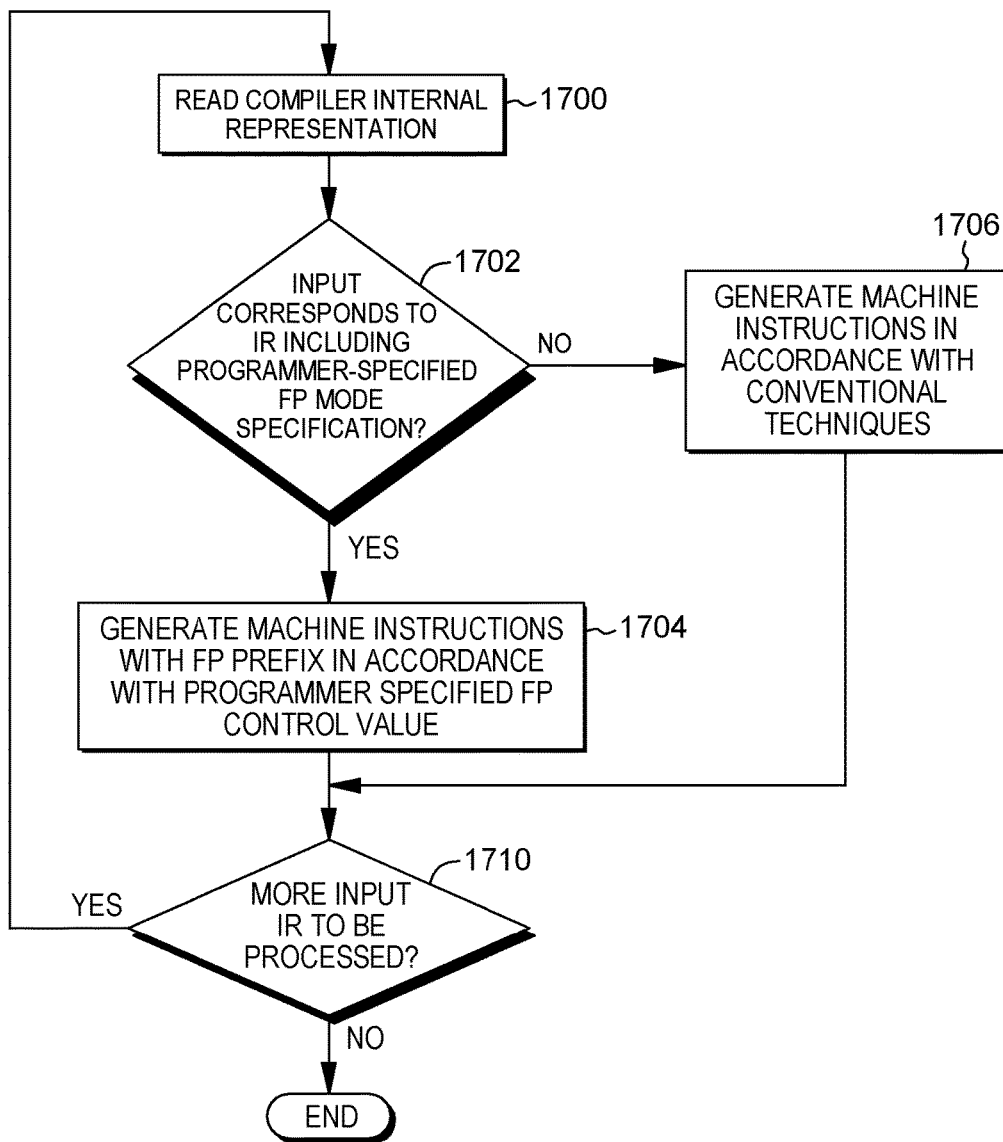 READ COMPILER INTERNAL
REPRESENTATION
1700
INPUT
CORRESPONDS TO
IR INCLUDING
PROGRAMMER-SPECIFIED
FP MODE
SPECIFICATION?
1702
NO
1706
GENERATE MACHINE
INSTRUCTIONS IN
ACCORDANCE WITH
CONVENTIONAL
TECHNIQUES
YES
GENERATE MACHINE INSTRUCTIONS
WITH FP PREFIX IN ACCORDANCE
WITH PROGRAMMER SPECIFIED FP
CONTROL VALUE
1704
1710
YES
MORE INPUT
IR TO BE
PROCESSED?
NO
END